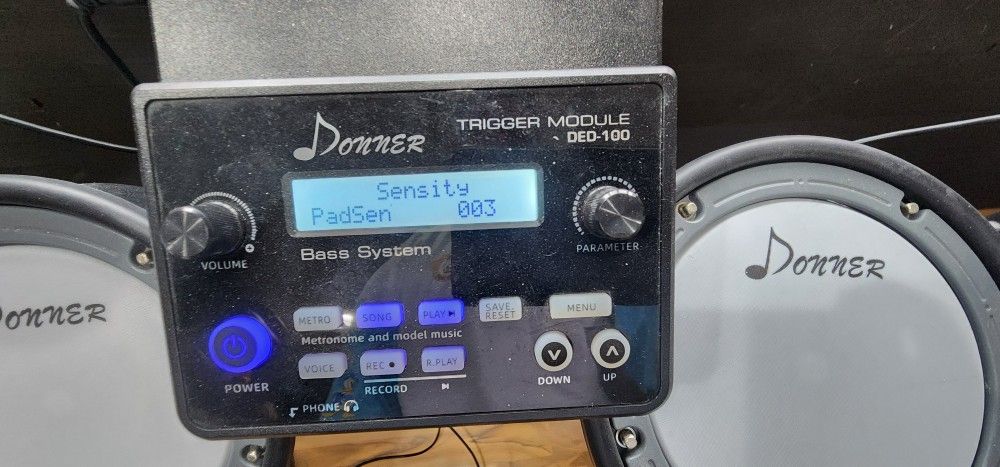 DONNER
TRIGGER MODULE
DED-100
Sensity
PadSen 003
Bass System
VOLUME
PARAMETER
METRO
SONG
PLAY
SAVE.
RESET
MENU
Metronome and model music
VOICE
REC
R.PLAY
RECORD
POWER
PHONE
DOWN
UP
DONNER
DONNER